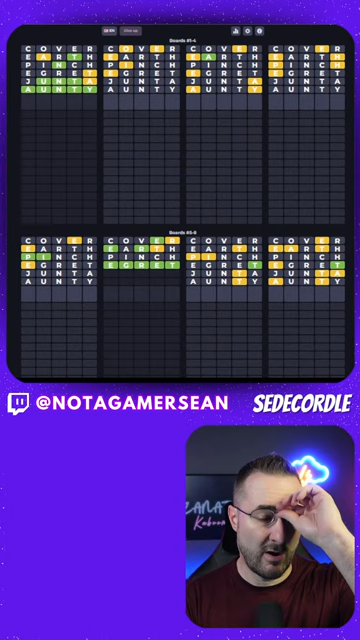 Give up
Boards #1-4
COVER COVER COVER COVER
EARTH EARTH EARTH EARTH
PINCH PINCH PINCH PINCH
EGRET EGRET EGRET EGRET
JUNTA JUNTA JUNTA JUNTA
AUNTY AUNTY AUNTY AUNTY
Boards #5-8
COVER COVER COVER COVER
EARTH EARTH EARTH EARTH
PINCH PINCH PINCH PINCH
EGRET EGRET EGRET EGRET
JUNTA JUNTA JUNTA
AUNTY AUNTY AUNTY
@NOTAGAMERSEAN SEDECORDLE